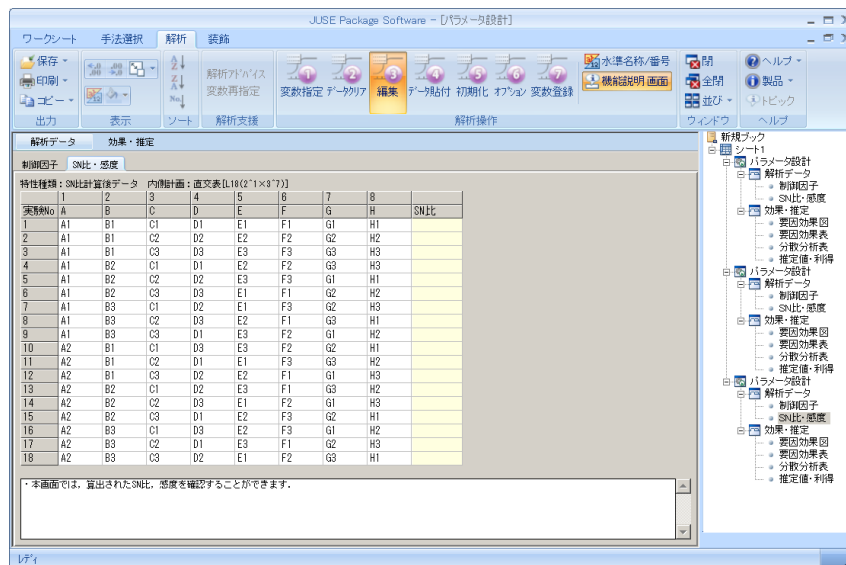 JUSE Package Software - [パラメータ設計]
ワークシート 手法選択 解析 装飾
保存 印刷 コピー 出力
表示
ソート
解析アドバイス 変数再指定 解析支援
変数指定 データクリア 編集 データ貼付 初期化 オプション 変数登録 水準名称/番号 機能説明画面 解析操作
閉 全閉 並び ウィンドウ
ヘルプ 製品 トピック ヘルプ
解析データ 効果・推定
制御因子 SN比・感度
特性種類:SN比計算後データ 内側計画:直交表[L18(2^1×3^7)]
1 2 3 4 5 6 7 8
実験No A B C D E F G H SN比
1 A1 B1 C1 D1 E1 F1 G1 H1
2 A1 B1 C2 D2 E2 F2 G2 H2
3 A1 B1 C3 D3 E3 F3 G3 H3
4 A1 B2 C1 D1 E2 F2 G3 H3
5 A1 B2 C2 D2 E3 F3 G1 H1
6 A1 B2 C3 D3 E1 F1 G2 H2
7 A1 B3 C1 D2 E1 F3 G2 H3
8 A1 B3 C2 D3 E2 F1 G3 H1
9 A1 B3 C3 D1 E3 F2 G1 H2
10 A2 B1 C1 D3 E3 F2 G2 H1
11 A2 B1 C2 D1 E1 F3 G3 H2
12 A2 B1 C3 D2 E2 F1 G1 H3
13 A2 B2 C1 D2 E3 F1 G3 H2
14 A2 B2 C2 D3 E1 F2 G1 H3
15 A2 B2 C3 D1 E2 F3 G2 H1
16 A2 B3 C1 D3 E2 F3 G1 H2
17 A2 B3 C2 D1 E3 F1 G2 H3
18 A2 B3 C3 D2 E1 F2 G3 H1
・本画面では、算出されたSN比、感度を確認することができます.
新規ブック
シート1
パラメータ設計
解析データ
制御因子
SN比・感度
効果・推定
要因効果図
要因効果表
分散分析表
推定値・利得
パラメータ設計
解析データ
制御因子
SN比・感度
効果・推定
要因効果図
要因効果表
分散分析表
推定値・利得
パラメータ設計
解析データ
制御因子
SN比・感度
効果・推定
要因効果図
要因効果表
分散分析表
推定値・利得
レディ